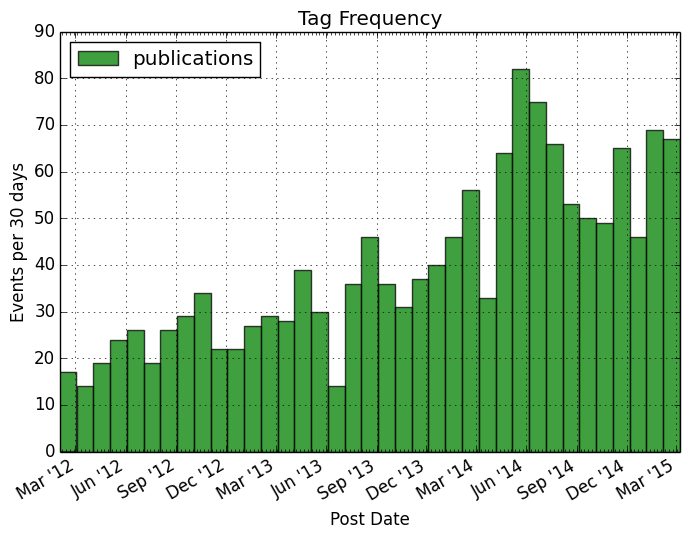 Tag Frequency
publications
Events per 30 days
90
80
70
60
50
40
30
20
10
0
Mar '12
Jun '12
Sep '12
Dec '12
Mar '13
Jun '13
Sep '13
Dec '13
Mar '14
Jun '14
Sep '14
Dec '14
Mar '15
Post Date